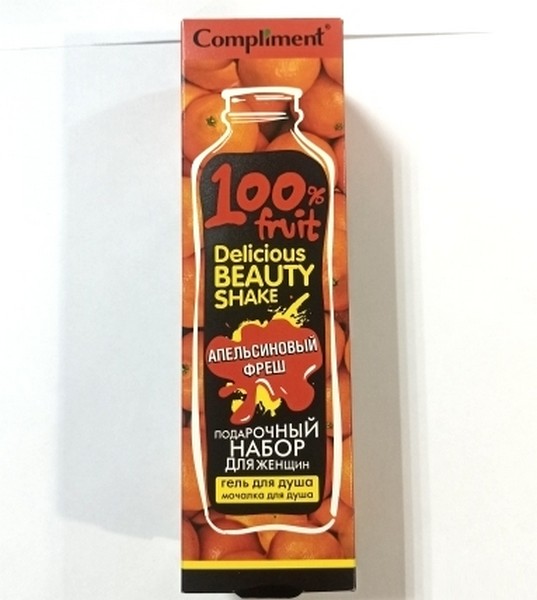 Compliment®
100%
fruit
Delicious
BEAUTY
SHAKE
АПЕЛЬСИНОВЫЙ
ФРЕШ
ПОДАРОЧНЫЙ
НАБОР
ДЛЯ ЖЕНЩИН
гель для душа
мочалка для душа